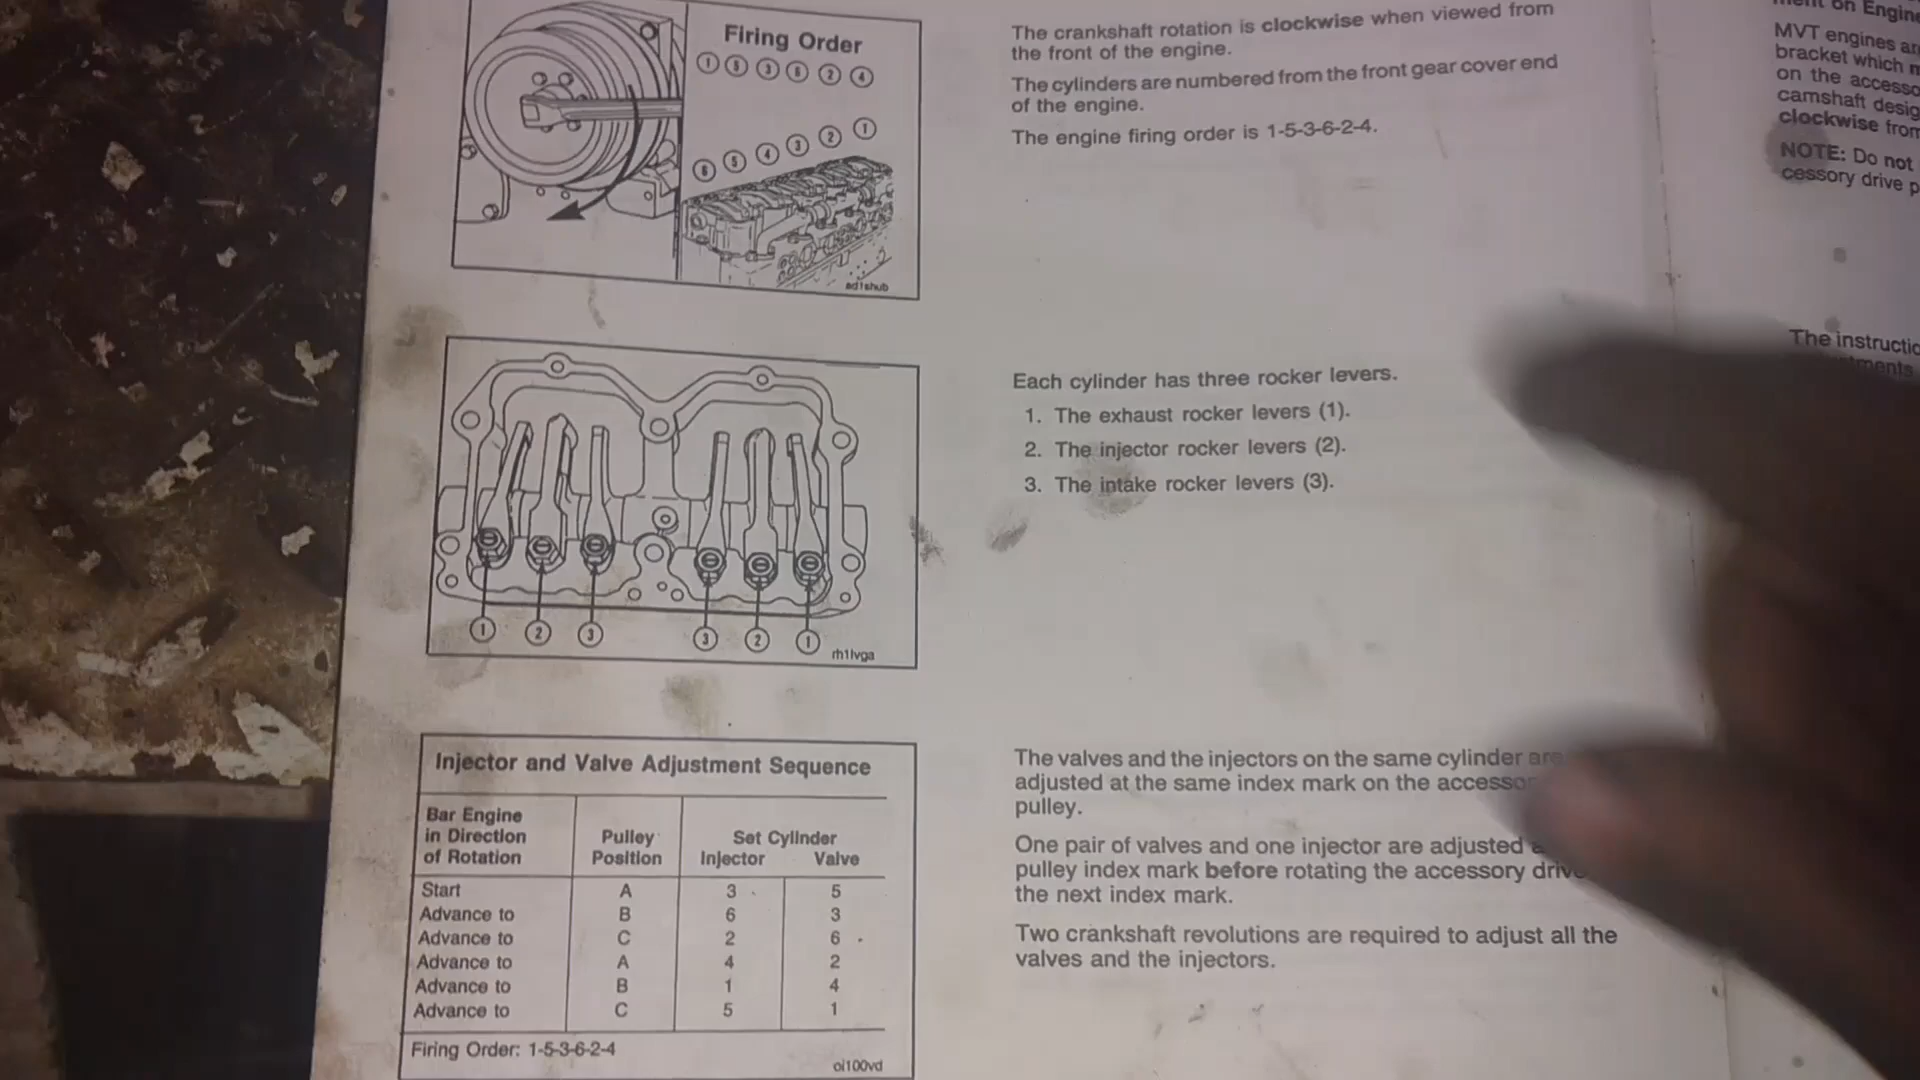 Firing Order
1 5 3 6 2 4
6 5 4 3 2 1
ad1shub
The crankshaft rotation is clockwise when viewed from
the front of the engine.
The cylinders are numbered from the front gear cover end
of the engine.
The engine firing order is 1-5-3-6-2-4.
1 2 3 3 2 1
rh1lvga
Each cylinder has three rocker levers.
1. The exhaust rocker levers (1).
2. The injector rocker levers (2).
3. The intake rocker levers (3).
Injector and Valve Adjustment Sequence
Bar Engine
in Direction Pulley Set Cylinder
of Rotation Position Injector Valve
Start A 3 5
Advance to B 6 3
Advance to C 2 6
Advance to A 4 2
Advance to B 1 4
Advance to C 5 1
Firing Order: 1-5-3-6-2-4
oi100vd
The valves and the injectors on the same cylinder are
adjusted at the same index mark on the
pulley.
One pair of valves and one injector are adjusted
pulley index mark before rotating the accessory
the next index mark.
Two crankshaft revolutions are required to adjust all the
valves and the injectors.
on
MVT engines
bracket which
on the
camshaft
clockwise from
NOTE: Do not
cessory drive
The